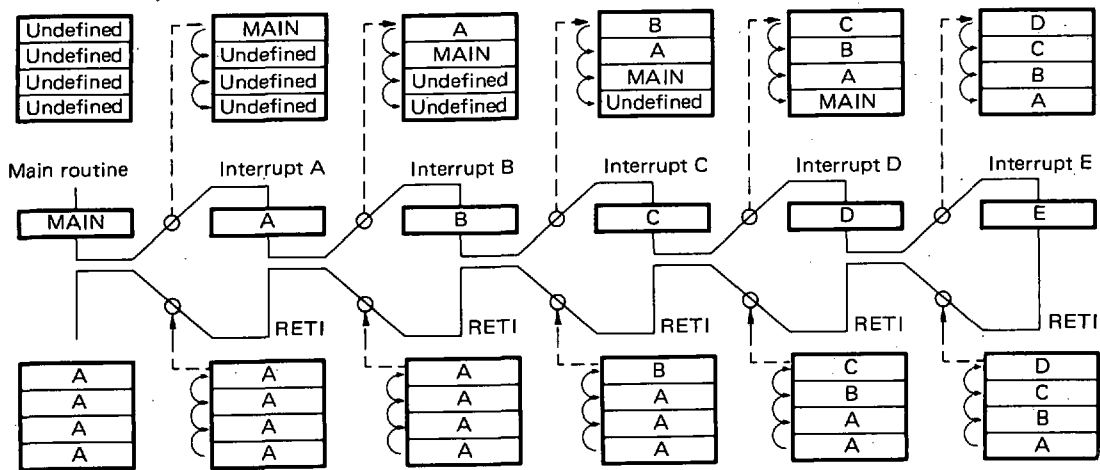 Undefined MAIN A B C D
Undefined Undefined MAIN A B C
Undefined Undefined Undefined MAIN A B
Undefined Undefined Undefined Undefined MAIN A
Main routine Interrupt A Interrupt B Interrupt C Interrupt D Interrupt E
MAIN A B C D E
RETI RETI RETI RETI RETI
A A A B C D
A A A A B C
A A A A A B
A A A A A A